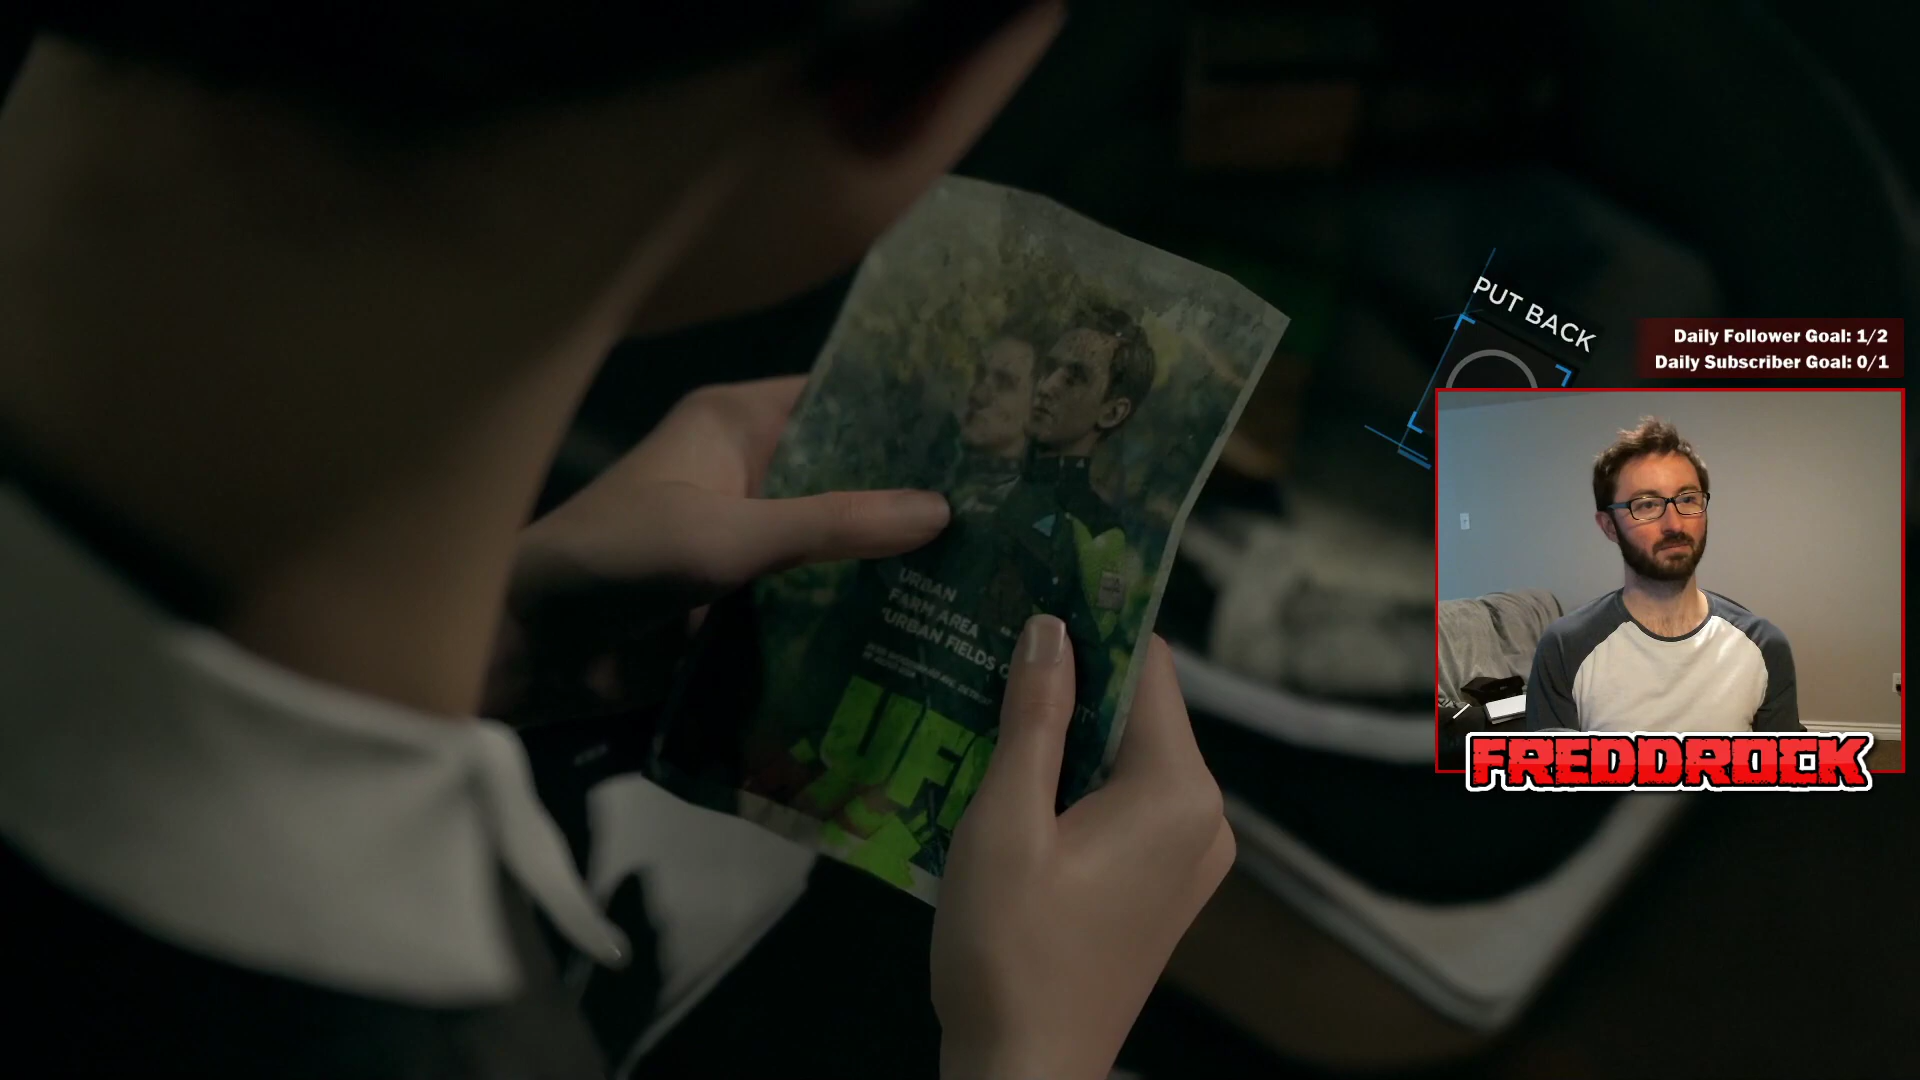 PUT BACK
Daily Follower Goal: 1/2
Daily Subscriber Goal: 0/1
URBAN
FARM AREA
"URBAN FIELDS
FREDDROCK